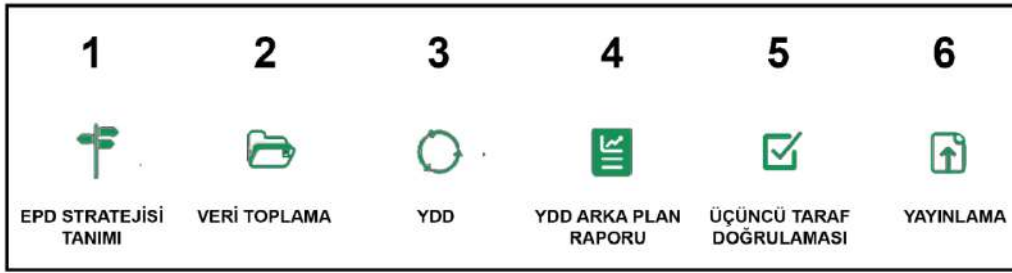 1 2 3 4 5 6
EPD STRATEJİSİ
TANIMI
VERİ TOPLAMA
YDD
YDD ARKA PLAN
RAPORU
ÜÇÜNCÜ TARAF
DOĞRULAMASI
YAYINLAMA